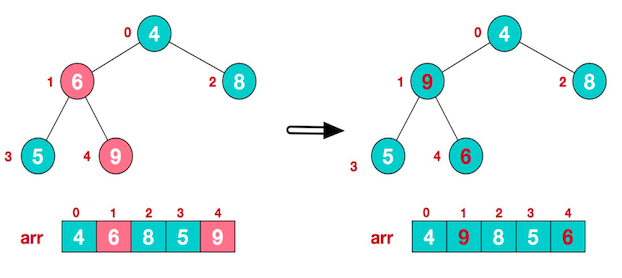 0 4
1 6 2 8
3 5 4 9
0 1 2 3 4
arr 4 6 8 5 9
0 4
1 9 2 8
3 5 4 6
0 1 2 3 4
arr 4 9 8 5 6